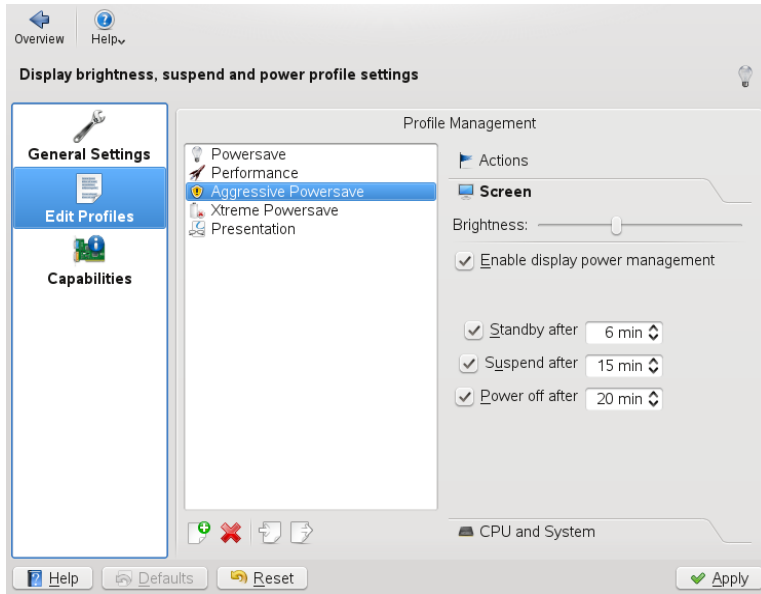 Overview
Help
Display brightness, suspend and power profile settings
General Settings
Edit Profiles
Capabilities
Profile Management
Powersave
Performance
Aggressive Powersave
Xtreme Powersave
Presentation
Actions
Screen
Brightness:
Enable display power management
Standby after 6 min
Suspend after 15 min
Power off after 20 min
CPU and System
Help
Defaults
Reset
Apply